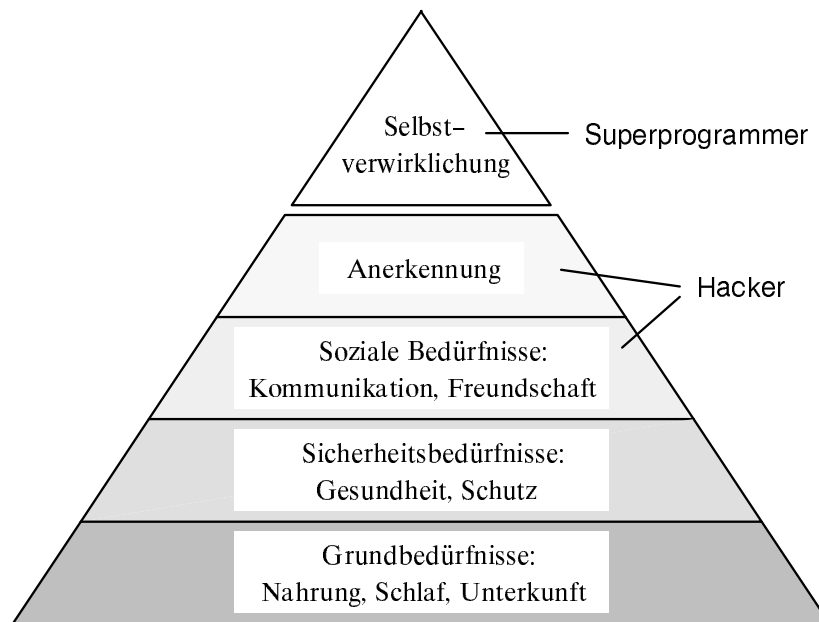 Selbst-
verwirklichung
Superprogrammer
Anerkennung
Hacker
Soziale Bedürfnisse:
Kommunikation, Freundschaft
Sicherheitsbedürfnisse:
Gesundheit, Schutz
Grundbedürfnisse:
Nahrung, Schlaf, Unterkunft